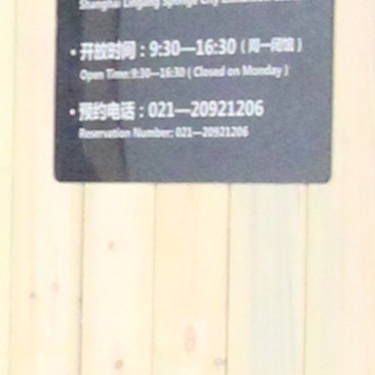 Shanghai Lingang Sponge City Exhibition
• 开放时间：9:30—16:30（周一闭馆）
Open Time:9:30—16:30 ( Closed on Monday )
• 预约电话：021—20921206
Reservation Number: 021—20921206